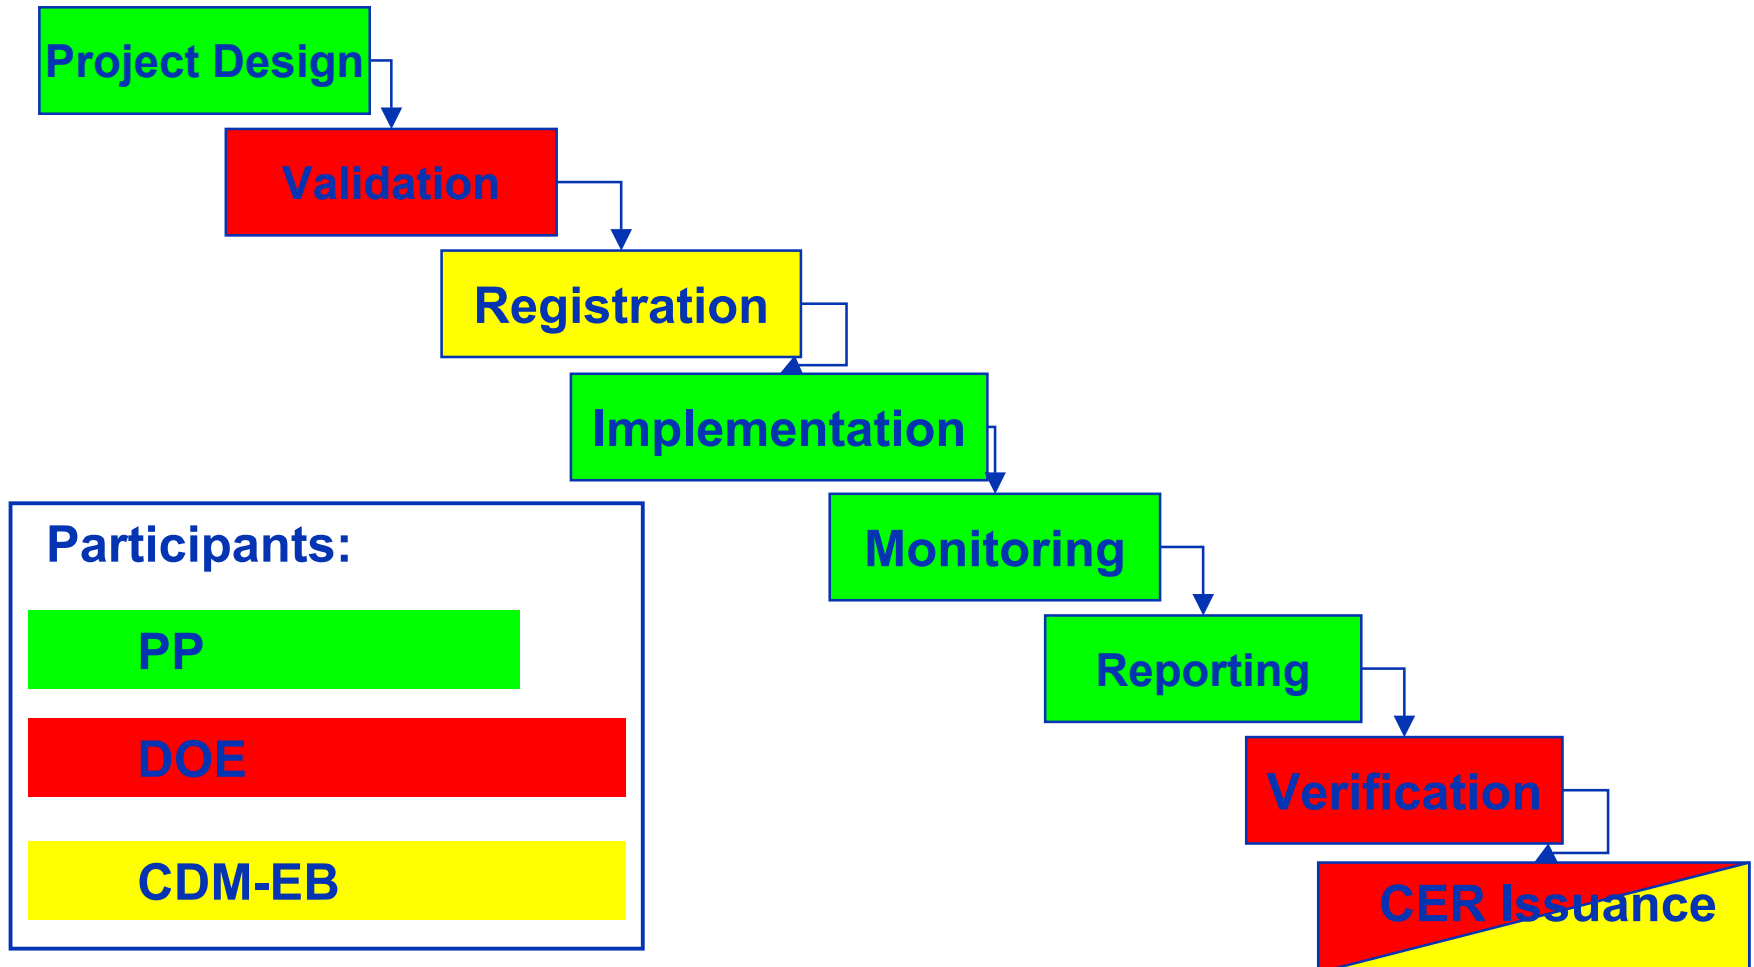 Project Design
Validation
Registration
Implementation
Monitoring
Reporting
Verification
CER Issuance
Participants:
PP
DOE
CDM-EB